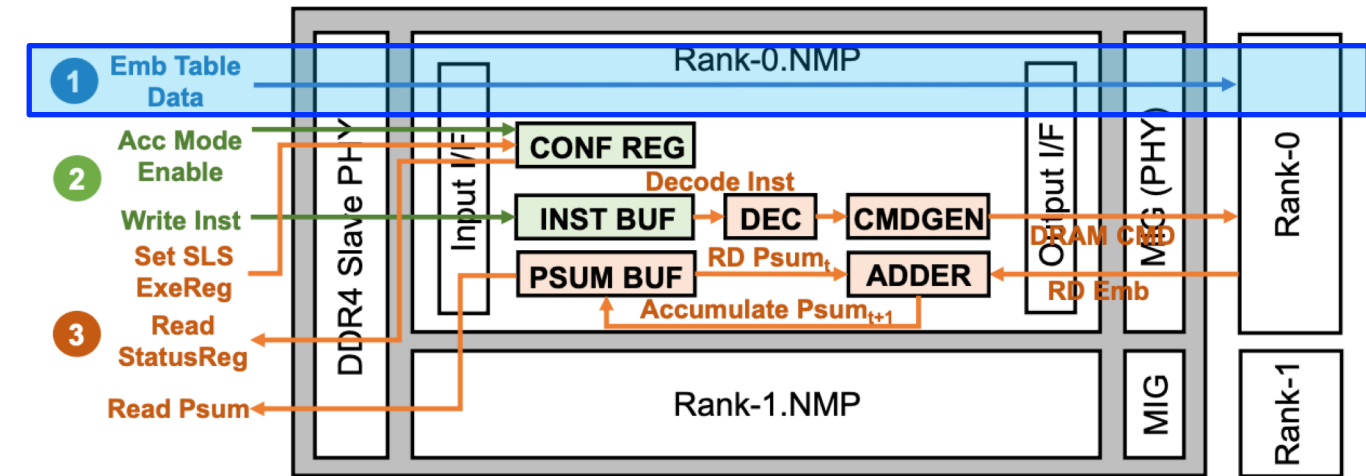 1
Emb Table
Data
2
Acc Mode
Enable
Write Inst
Set SLS
ExeReg
3
Read
StatusReg
Read Psum
DDR4 Slave PHY
Rank-0.NMP
Input I/F
CONF REG
Decode Inst
INST BUF
DEC
CMDGEN
DRAM CMD
PSUM BUF
RD Psumt
ADDER
RD Emb
Accumulate Psumt+1
Output I/F
MIG (PHY)
Rank-0
Rank-1.NMP
MIG
Rank-1